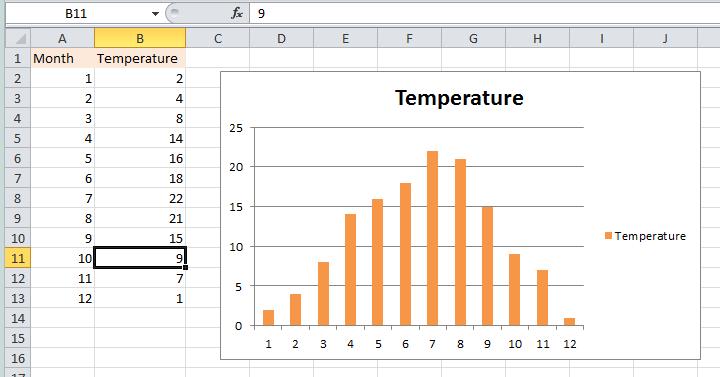 B11 fx 9
A B C D E F G H I J
1 Month Temperature
2 1 2
3 2 4
4 3 8
5 4 14
6 5 16
7 6 18
8 7 22
9 8 21
10 9 15
11 10 9
12 11 7
13 12 1
14
15
16
17
Temperature
25
20
15
10
5
0
1 2 3 4 5 6 7 8 9 10 11 12
Temperature